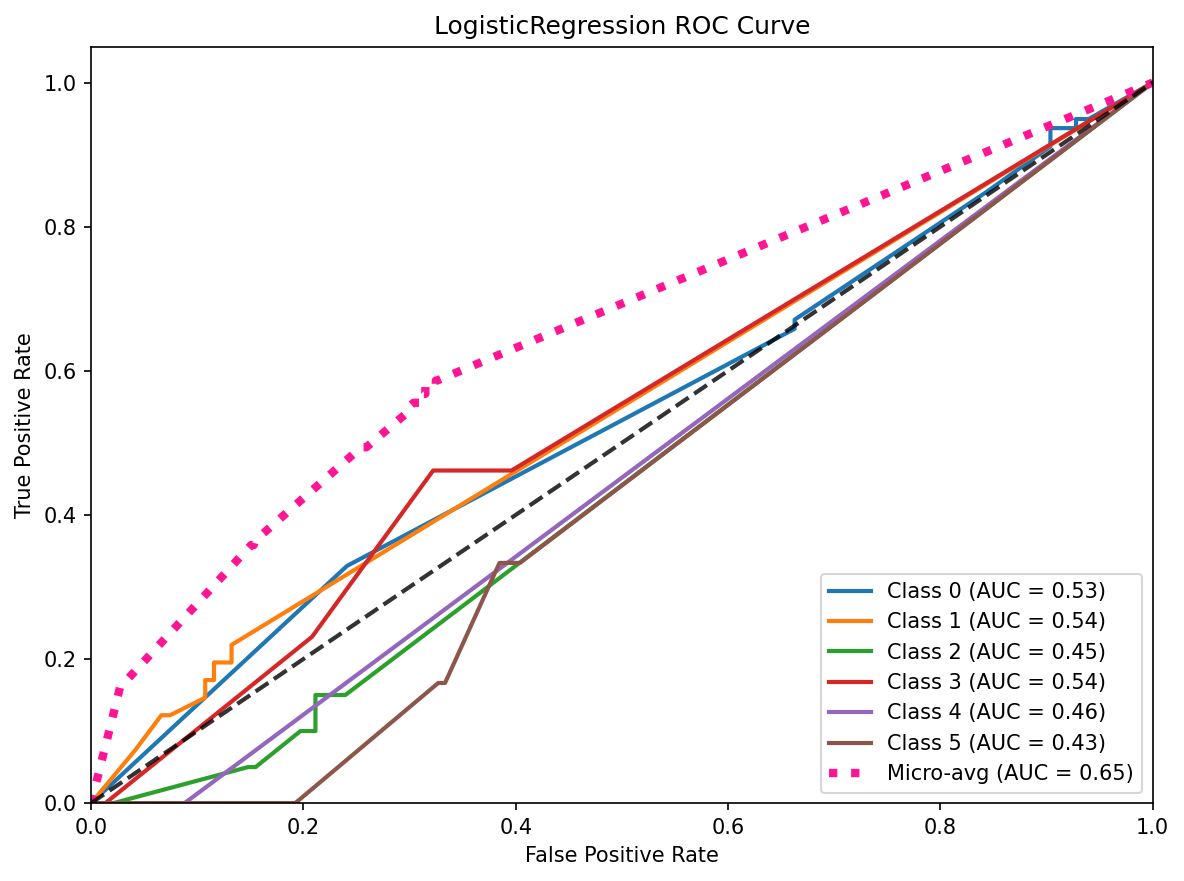 LogisticRegression ROC Curve
True Positive Rate
1.0
0.8
0.6
0.4
0.2
0.0
0.0 0.2 0.4 0.6 0.8 1.0
False Positive Rate
Class 0 (AUC = 0.53)
Class 1 (AUC = 0.54)
Class 2 (AUC = 0.45)
Class 3 (AUC = 0.54)
Class 4 (AUC = 0.46)
Class 5 (AUC = 0.43)
Micro-avg (AUC = 0.65)